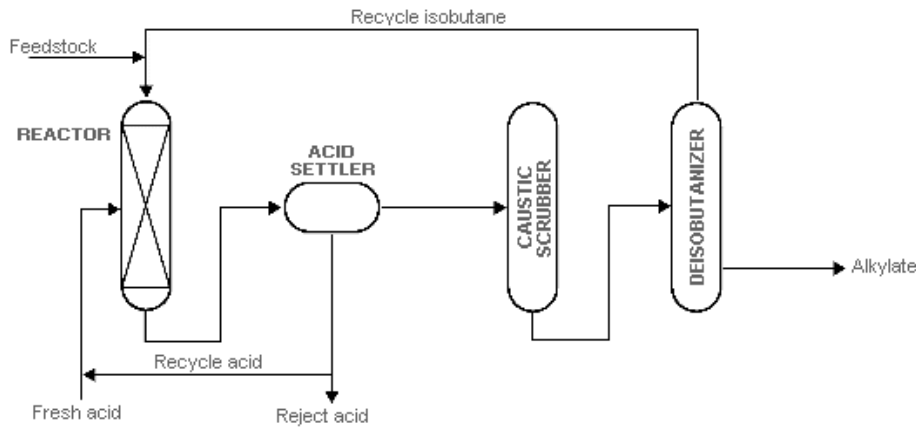 Recycle isobutane
Feedstock
REACTOR
ACID
SETTLER
CAUSTIC
SCRUBBER
DEISOBUTANIZER
Alkylate
Recycle acid
Fresh acid
Reject acid